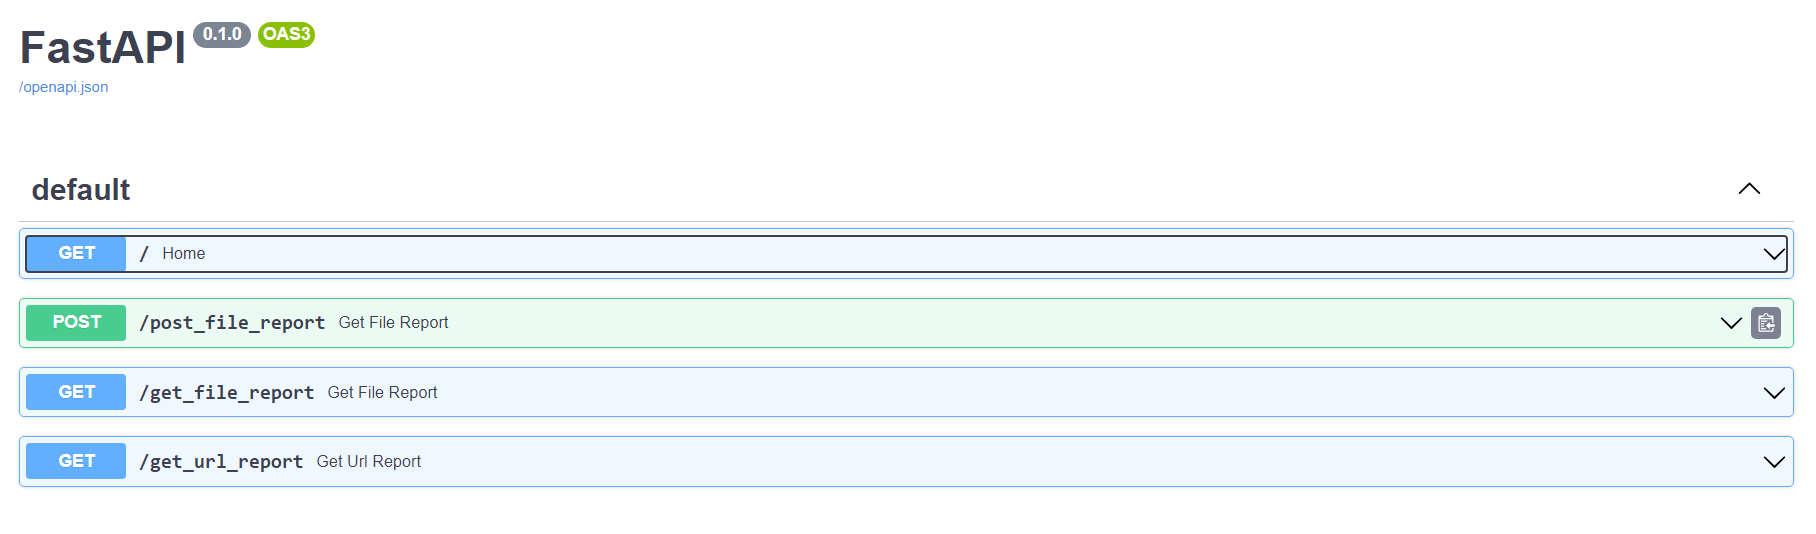 FastAPI 0.1.0 OAS3
/openapi.json
default
GET / Home
POST /post_file_report Get File Report
GET /get_file_report Get File Report
GET /get_url_report Get Url Report